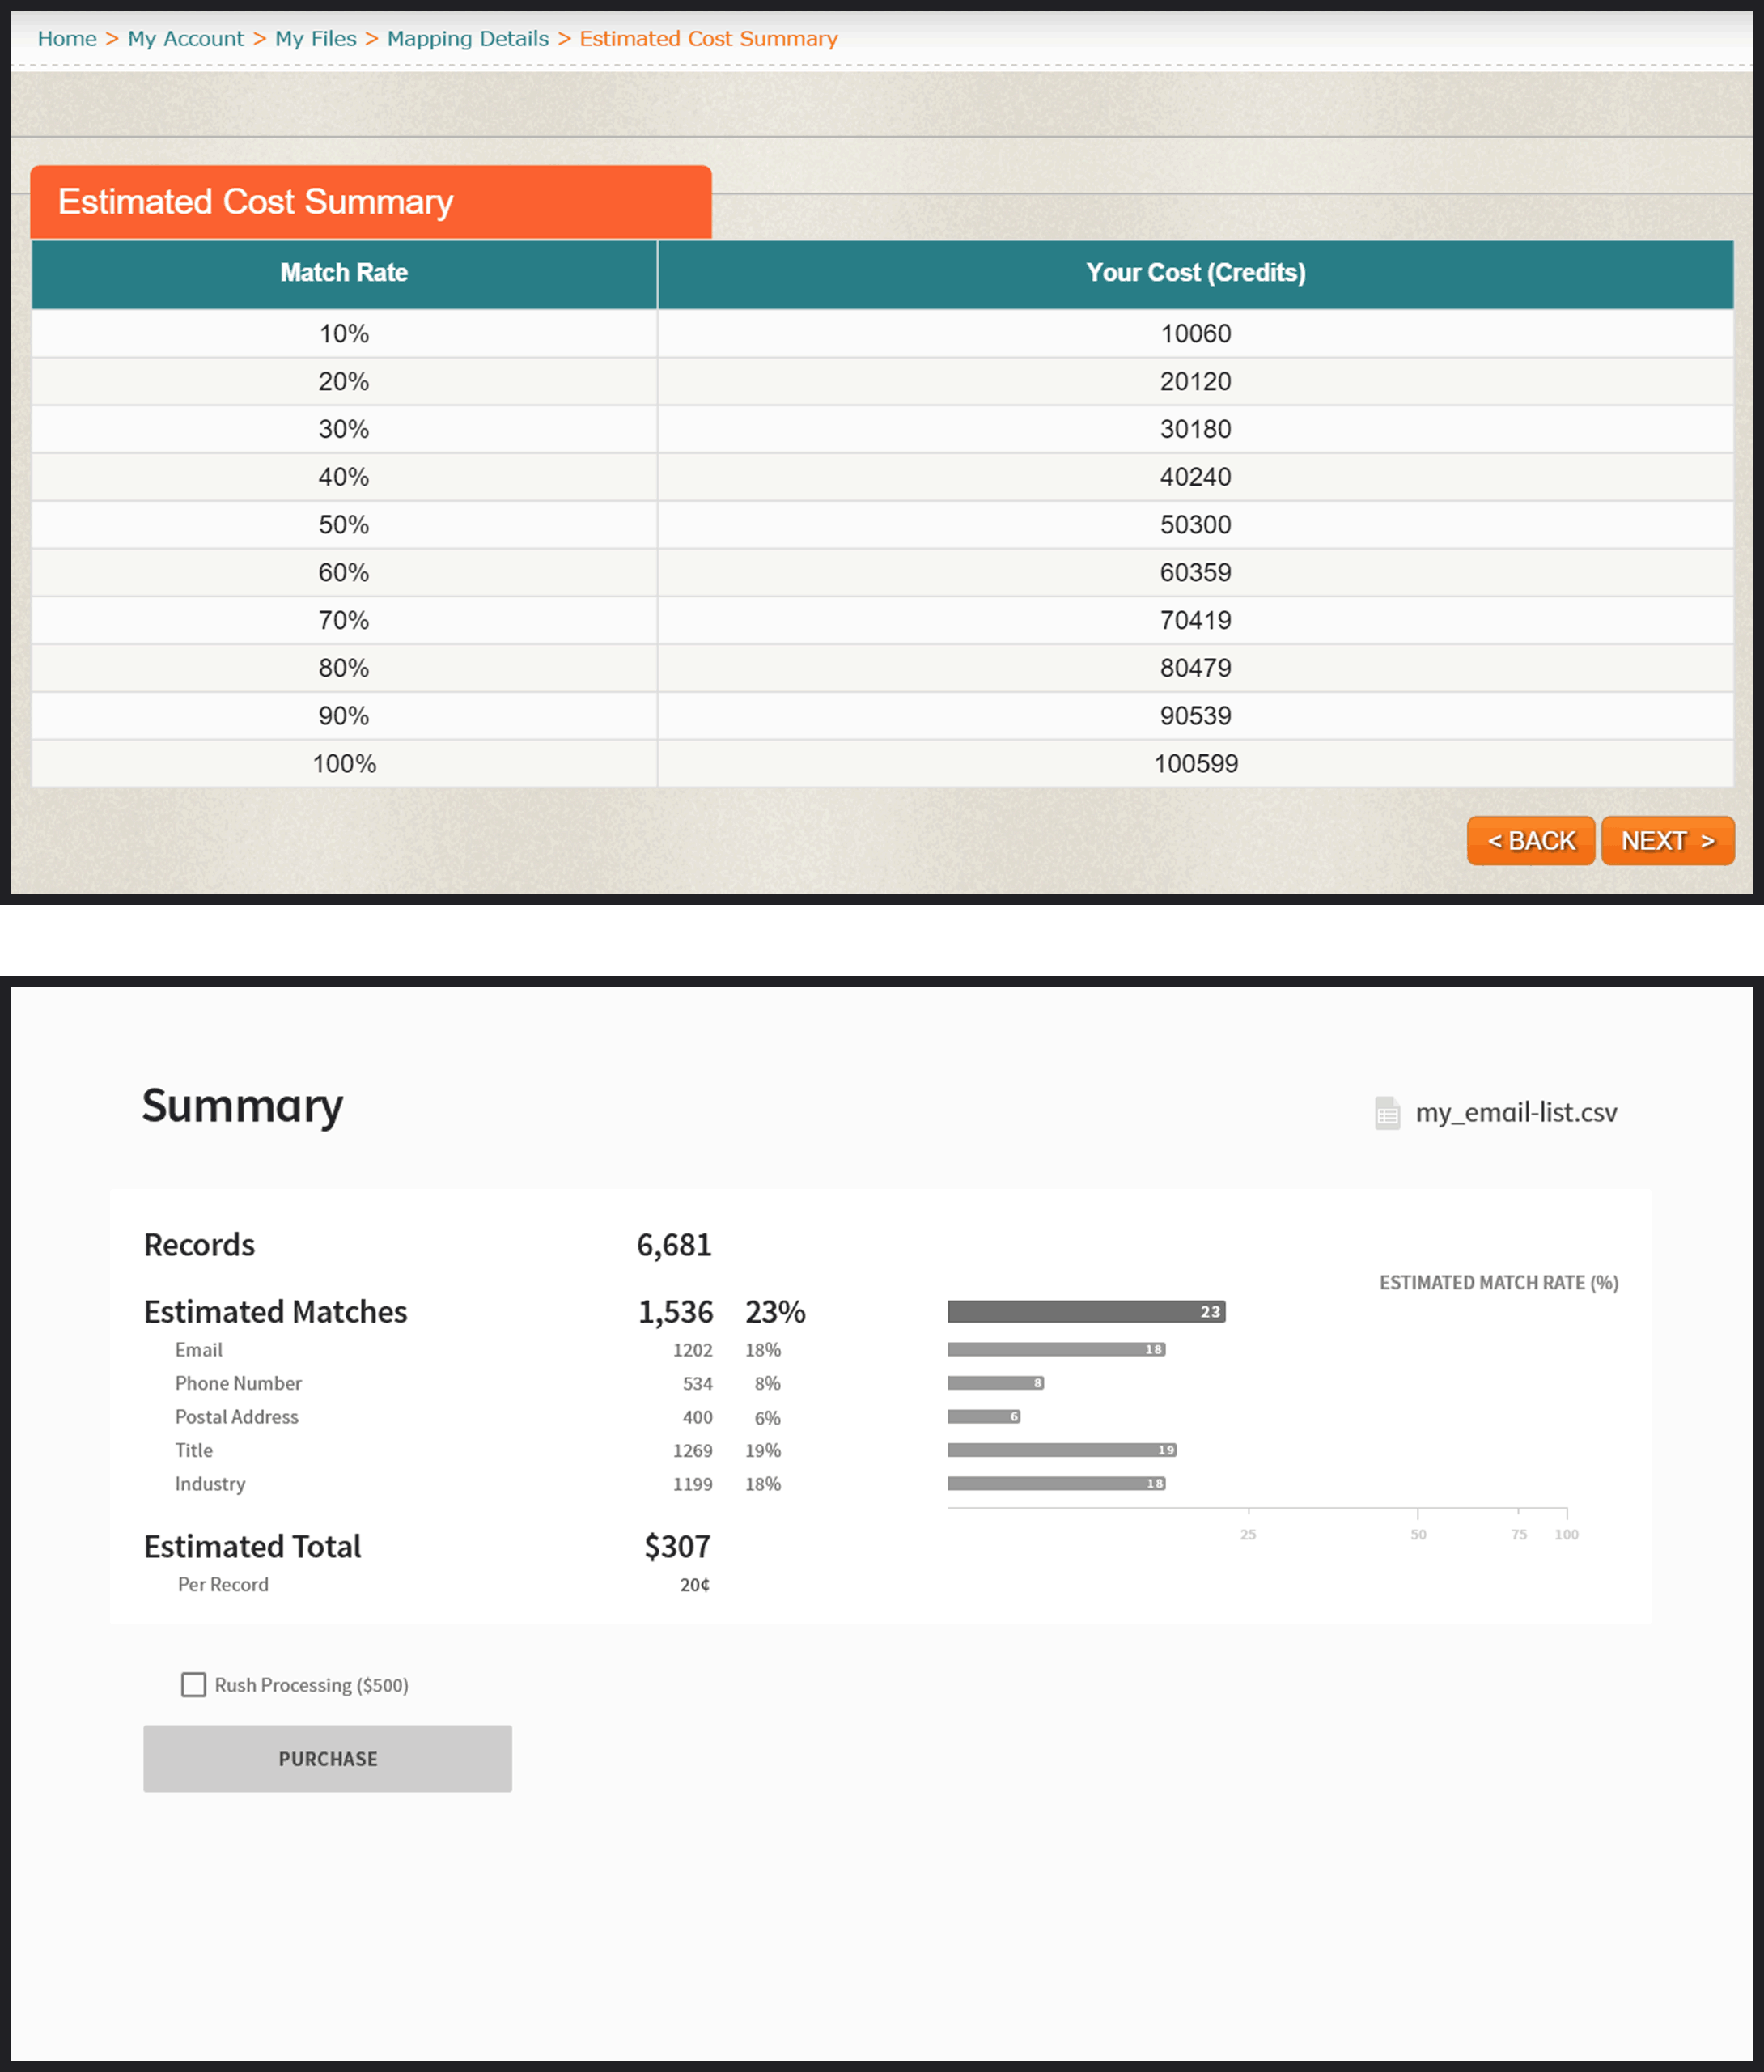 Home > My Account > My Files > Mapping Details > Estimated Cost Summary
Estimated Cost Summary
Match Rate Your Cost (Credits)
10% 10060
20% 20120
30% 30180
40% 40240
50% 50300
60% 60359
70% 70419
80% 80479
90% 90539
100% 100599
< BACK NEXT >
Summary my_email-list.csv
Records 6,681
ESTIMATED MATCH RATE (%)
Estimated Matches 1,536 23% 23
Email 1202 18% 18
Phone Number 534 8% 8
Postal Address 400 6% 6
Title 1269 19% 19
Industry 1199 18% 18
25 50 75 100
Estimated Total $307
Per Record 20¢
Rush Processing ($500)
PURCHASE